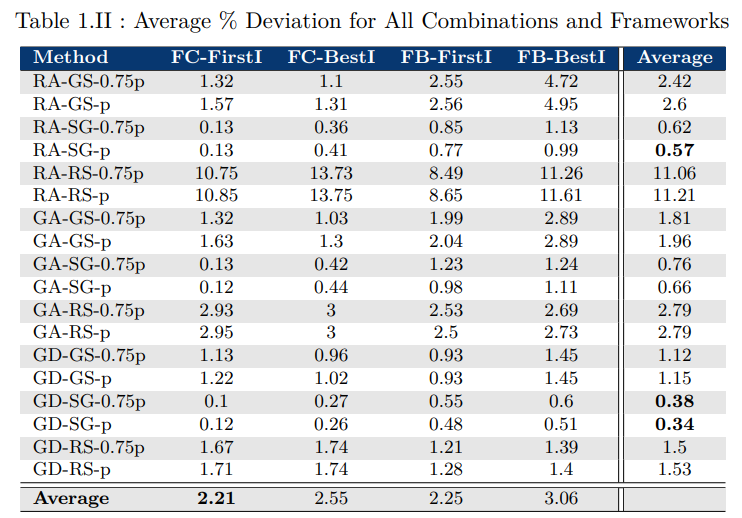 Table 1.II : Average % Deviation for All Combinations and Frameworks
Method FC-FirstI FC-BestI FB-FirstI FB-BestI Average
RA-GS-0.75p 1.32 1.1 2.55 4.72 2.42
RA-GS-p 1.57 1.31 2.56 4.95 2.6
RA-SG-0.75p 0.13 0.36 0.85 1.13 0.62
RA-SG-p 0.13 0.41 0.77 0.99 0.57
RA-RS-0.75p 10.75 13.73 8.49 11.26 11.06
RA-RS-p 10.85 13.75 8.65 11.61 11.21
GA-GS-0.75p 1.32 1.03 1.99 2.89 1.81
GA-GS-p 1.63 1.3 2.04 2.89 1.96
GA-SG-0.75p 0.13 0.42 1.23 1.24 0.76
GA-SG-p 0.12 0.44 0.98 1.11 0.66
GA-RS-0.75p 2.93 3 2.53 2.69 2.79
GA-RS-p 2.95 3 2.5 2.73 2.79
GD-GS-0.75p 1.13 0.96 0.93 1.45 1.12
GD-GS-p 1.22 1.02 0.93 1.45 1.15
GD-SG-0.75p 0.1 0.27 0.55 0.6 0.38
GD-SG-p 0.12 0.26 0.48 0.51 0.34
GD-RS-0.75p 1.67 1.74 1.21 1.39 1.5
GD-RS-p 1.71 1.74 1.28 1.4 1.53
Average 2.21 2.55 2.25 3.06